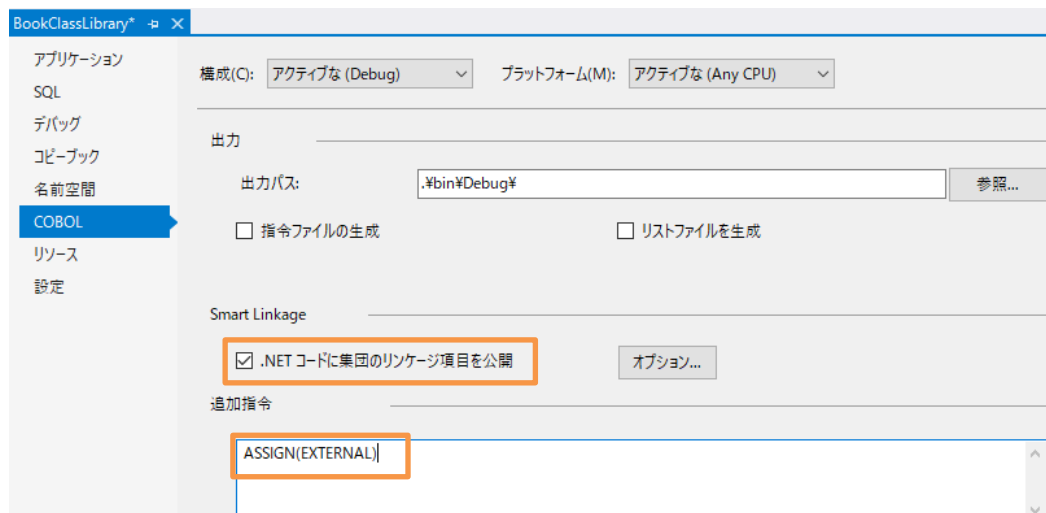 BookClassLibrary*
アプリケーション
SQL
デバッグ
コピーブック
名前空間
COBOL
リソース
設定
構成(C): アクティブな (Debug) プラットフォーム(M): アクティブな (Any CPU)
出力
出力パス: .¥bin¥Debug¥ 参照...
指令ファイルの生成 リストファイルを生成
Smart Linkage
.NET コードに集団のリンケージ項目を公開 オプション...
追加指令
ASSIGN(EXTERNAL)